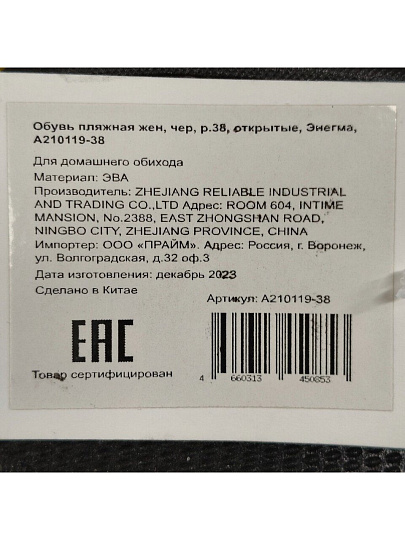 Обувь пляжная жен, чер, р.38, открытые, Энегма,
А210119-38
Для домашнего обихода
Материал: ЭВА
Производитель: ZHEJIANG RELIABLE INDUSTRIAL
AND TRADING CO.,LTD Адрес: ROOM 604, INTIME
MANSION, No.2388, EAST ZHONGSHAN ROAD,
NINGBO CITY, ZHEJIANG PROVINCE, CHINA
Импортер: ООО «ПРАЙМ». Адрес: Россия, г. Воронеж,
ул. Волгоградская, д.32 оф.3
Дата изготовления: декабрь 2023
Сделано в Китае
Артикул: А210119-38
EAC
Товар сертифицирован
4 660313 450853